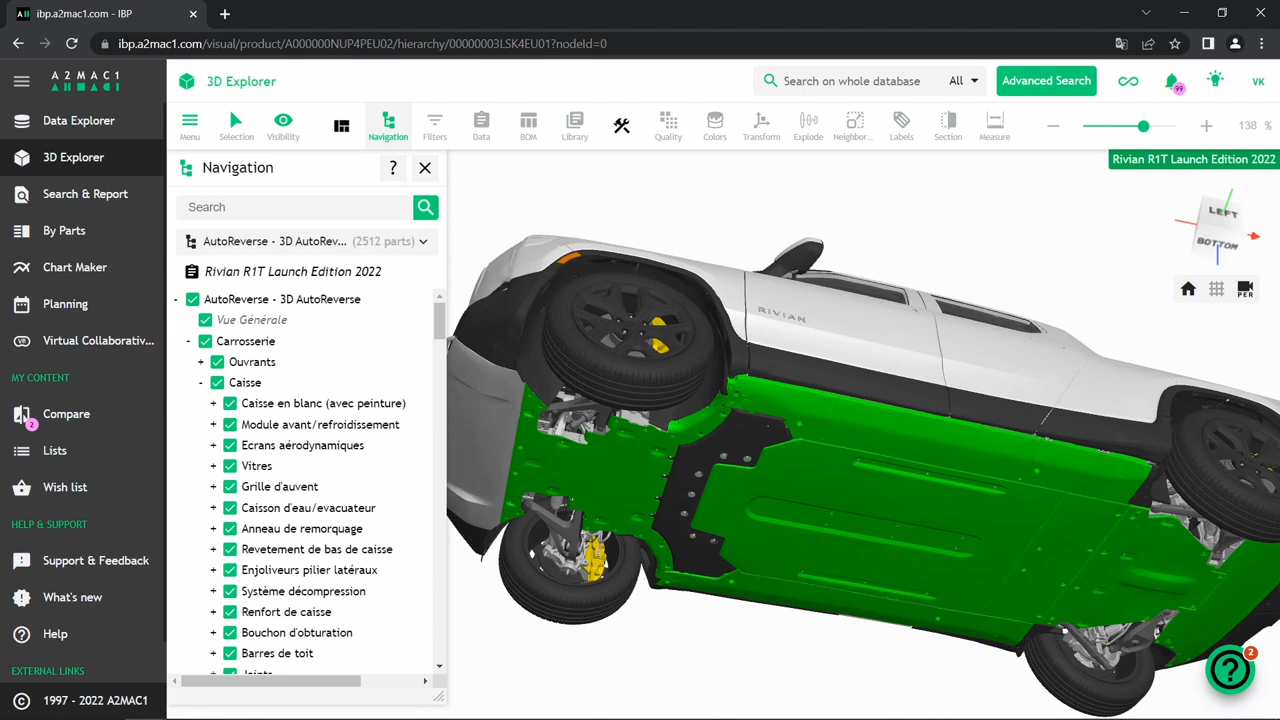 ibp.a2mac1.com - IBP
ibp.a2mac1.com/visual/product/A000000NUP4PEU02/hierarchy/00000003LSK4EU01?nodeId=0
A2MAC1
3D Explorer
Search on whole database
All
Advanced Search
99
VK
Data Explorer
3D Explorer
Search & Report
By Parts
Chart Maker
Planning
VR
Virtual Collaborativ...
MY CONTENT
2
Compare
Lists
Wish list
HELP & SUPPORT
Support & Feedback
What's new
Help
EXTERNAL LINKS
1997 - 2022 A2MAC1
Menu
Selection
Visibility
Navigation
Filters
Data
BOM
Library
Quality
Colors
Transform
Explode
Neighbor...
Labels
Section
Measure
138 %
Navigation
?
Search
AutoReverse - 3D AutoRev... (2512 parts)
Rivian R1T Launch Edition 2022
- AutoReverse - 3D AutoReverse
Vue Générale
- Carrosserie
+ Ouvrants
- Caisse
+ Caisse en blanc (avec peinture)
+ Module avant/refroidissement
+ Ecrans aérodynamiques
+ Vitres
+ Grille d'auvent
+ Caisson d'eau/evacuateur
+ Anneau de remorquage
+ Revetement de bas de caisse
+ Enjoliveurs pilier latéraux
+ Système décompression
+ Renfort de caisse
+ Bouchon d'obturation
+ Barres de toit
Joints
Rivian R1T Launch Edition 2022
LEFT
BOTTOM
PER
RIVIAN
2